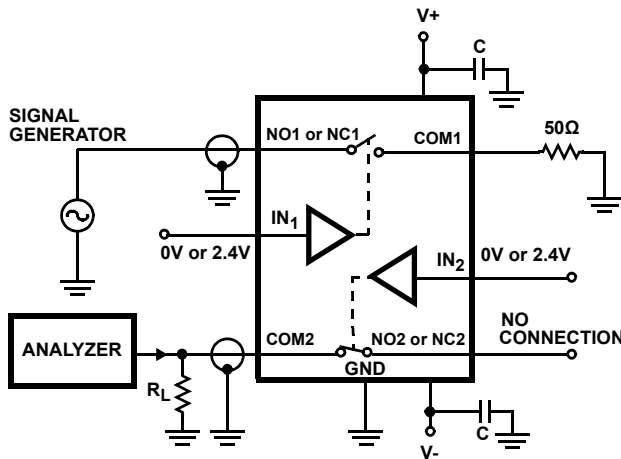 V+
C
SIGNAL
GENERATOR
NO1 or NC1
COM1
50Ω
IN1
0V or 2.4V
IN2
0V or 2.4V
NO
CONNECTION
ANALYZER
COM2
NO2 or NC2
GND
RL
C
V-